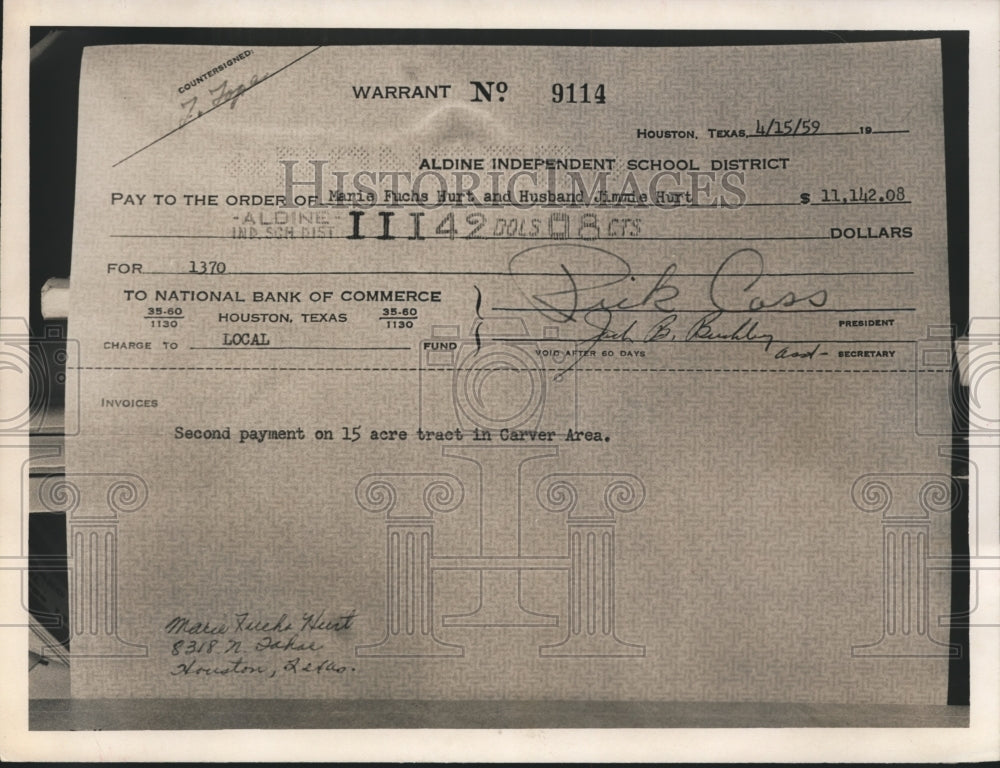 COUNTERSIGNED:
WARRANT Nº 9114
HOUSTON, TEXAS, 4/15/59 19
ALDINE INDEPENDENT SCHOOL DISTRICT
PAY TO THE ORDER OF Marie Fuchs Hurt and Husband Jimmie Hurt $ 11,142.08
-ALDINE-
IND. SCH DIST
11142 DOLS 08 CTS DOLLARS
FOR 1370
TO NATIONAL BANK OF COMMERCE
35-60
1130
HOUSTON, TEXAS
35-60
1130
CHARGE TO LOCAL FUND
Cass
PRESIDENT
Jack B.
VOID AFTER 60 DAYS
asst- SECRETARY
INVOICES
Second payment on 15 acre tract in Carver Area.
Marie Fuchs Hurt
8318 N.
Houston, Texas.
HISTORICIMAGES